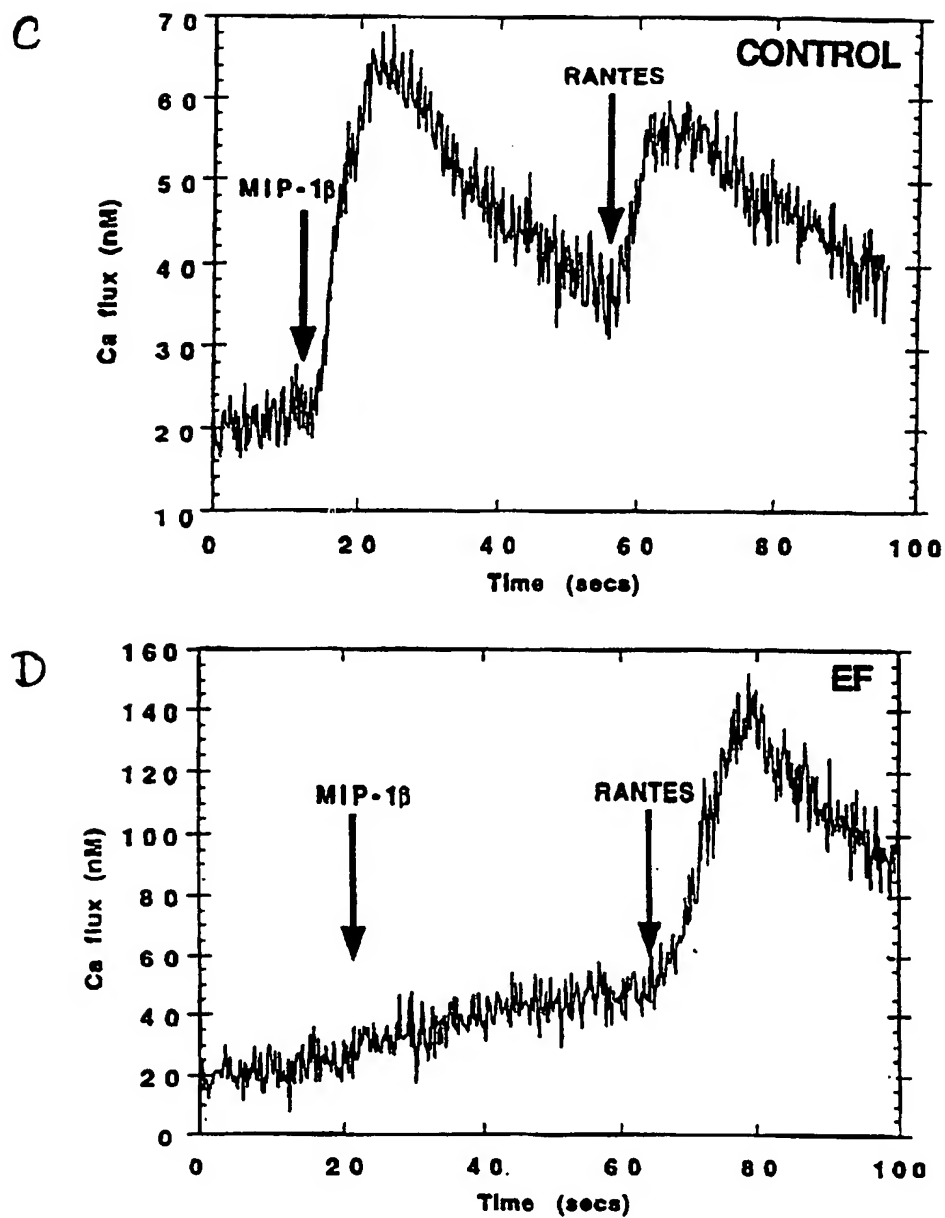 C
CONTROL
RANTES
MIP-1β
Ca flux (nM)
70
60
50
40
30
20
10
0 20 40 60 80 100
Time (secs)
D
EF
MIP-1β
RANTES
Ca flux (nM)
160
140
120
100
80
60
40
20
0
0 20 40. 60 80 100
Time (secs)